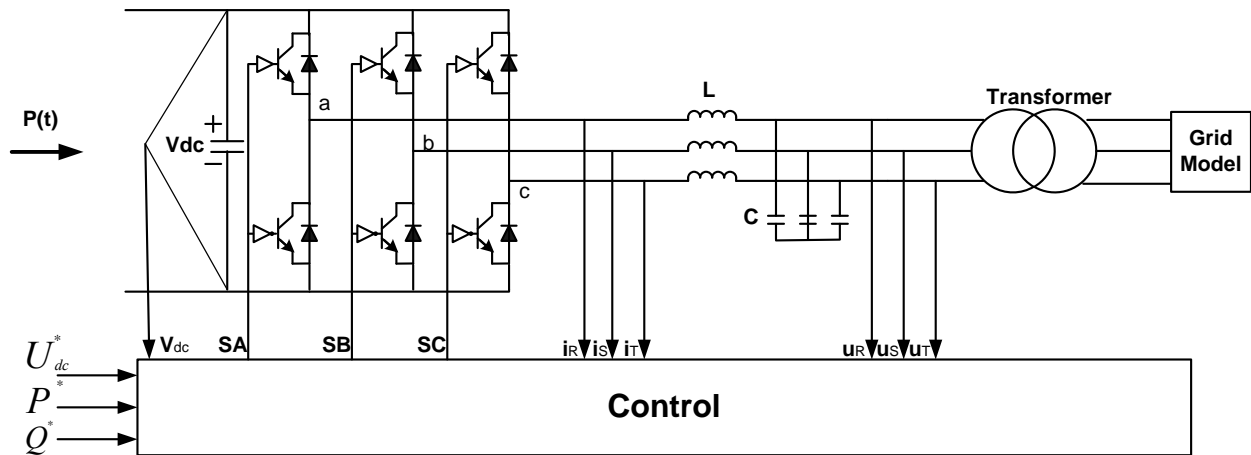 P(t)
+
Vdc
−
a
b
c
L
C
Transformer
Grid
Model
Vdc
SA
SB
SC
iR
iS
iT
uR
uS
uT
U*dc
P*
Q*
Control